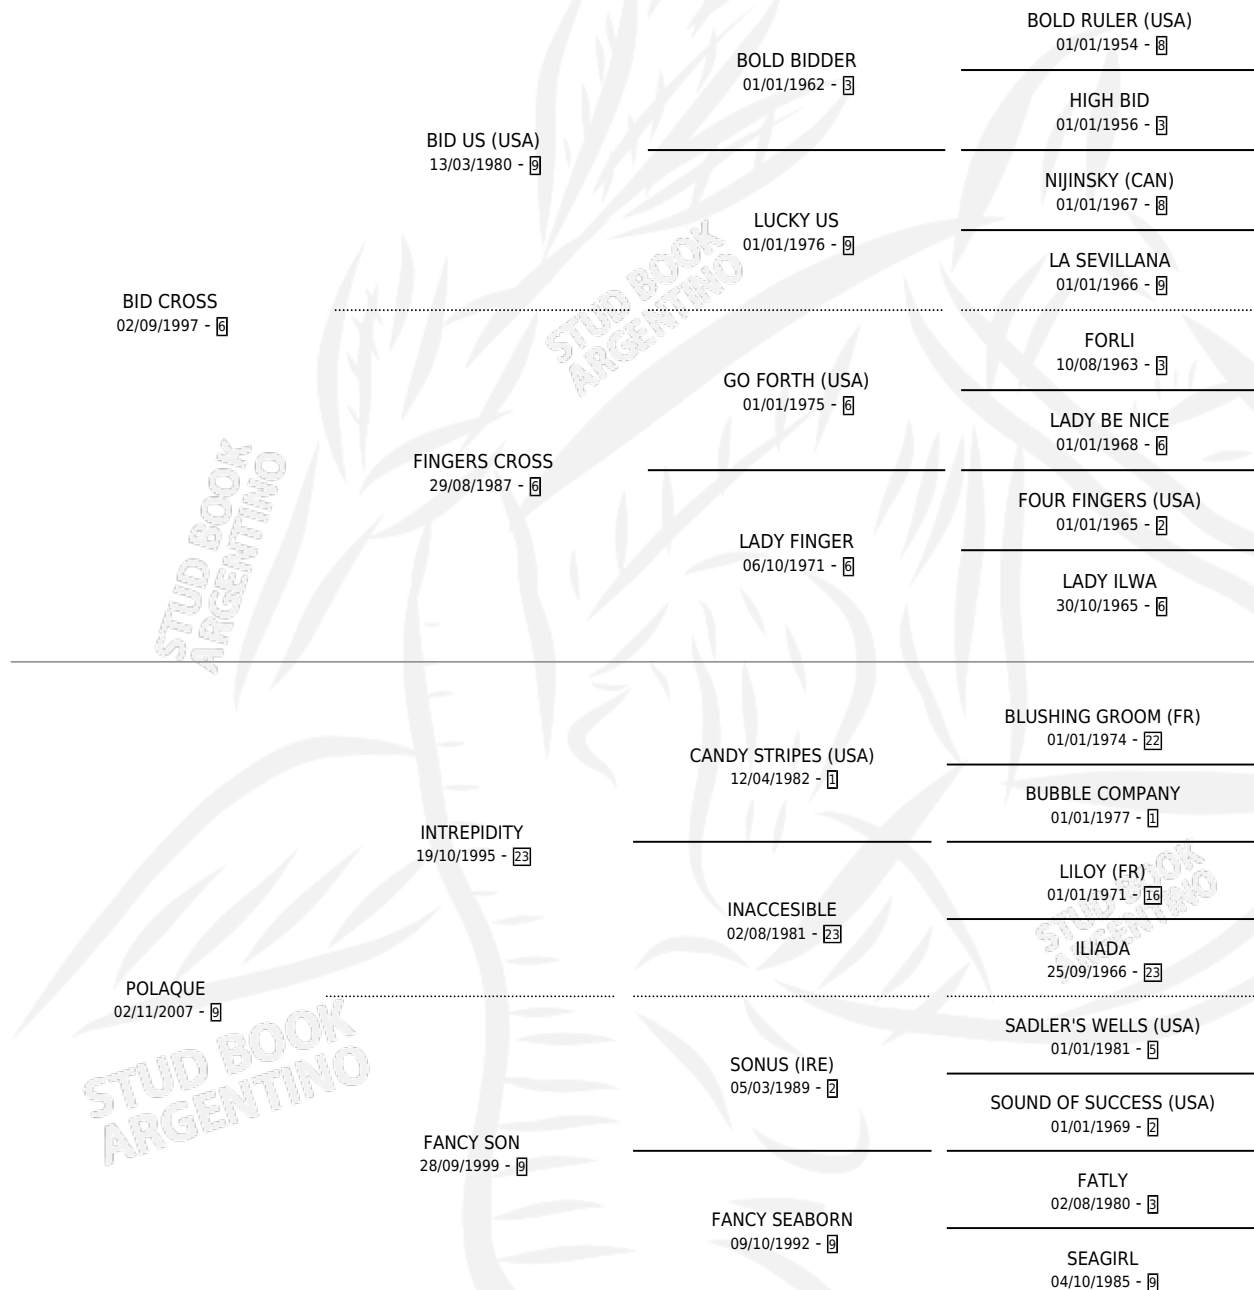 BOLD RULER (USA)
01/01/1954 - 8
BOLD BIDDER
01/01/1962 - 3
HIGH BID
01/01/1956 - 3
BID US (USA)
13/03/1980 - 9
NIJINSKY (CAN)
01/01/1967 - 8
LUCKY US
01/01/1976 - 9
LA SEVILLANA
01/01/1966 - 9
BID CROSS
02/09/1997 - 6
FORLI
10/08/1963 - 3
GO FORTH (USA)
01/01/1975 - 6
LADY BE NICE
01/01/1968 - 6
FINGERS CROSS
29/08/1987 - 6
FOUR FINGERS (USA)
01/01/1965 - 2
LADY FINGER
06/10/1971 - 6
LADY ILWA
30/10/1965 - 6
STUD BOOK
ARGENTINO
STUD BOOK
ARGENTINO
BLUSHING GROOM (FR)
01/01/1974 - 22
CANDY STRIPES (USA)
12/04/1982 - 1
BUBBLE COMPANY
01/01/1977 - 1
INTREPIDITY
19/10/1995 - 23
LILOY (FR)
01/01/1971 - 16
INACCESIBLE
02/08/1981 - 23
ILIADA
25/09/1966 - 23
STUD BOOK
ARGENTINO
POLAQUE
02/11/2007 - 9
SADLER'S WELLS (USA)
01/01/1981 - 5
SONUS (IRE)
05/03/1989 - 2
SOUND OF SUCCESS (USA)
01/01/1969 - 2
FANCY SON
28/09/1999 - 9
FATLY
02/08/1980 - 3
FANCY SEABORN
09/10/1992 - 9
SEAGIRL
04/10/1985 - 9
STUD BOOK
ARGENTINO